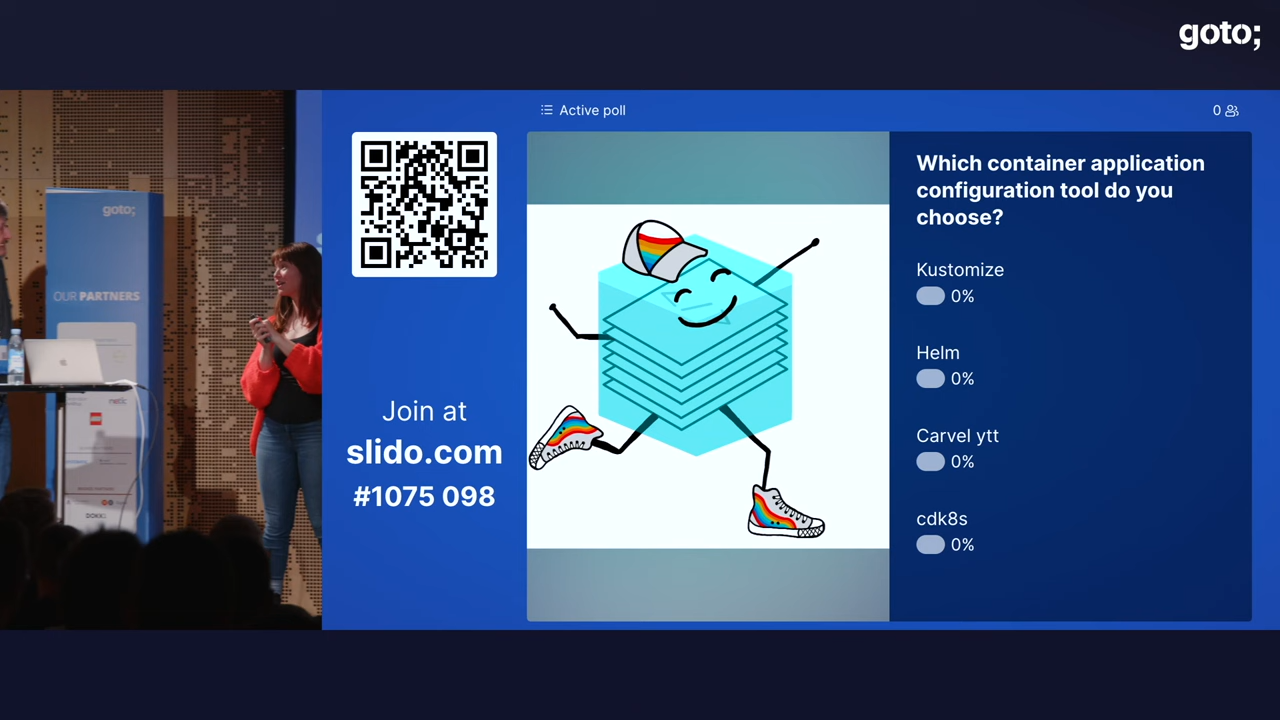 goto;
Active poll
0
goto;
OUR PARTNERS
Join at
slido.com
#1075 098
Which container application
configuration tool do you
choose?
Kustomize
0%
Helm
0%
Carvel ytt
0%
cdk8s
0%